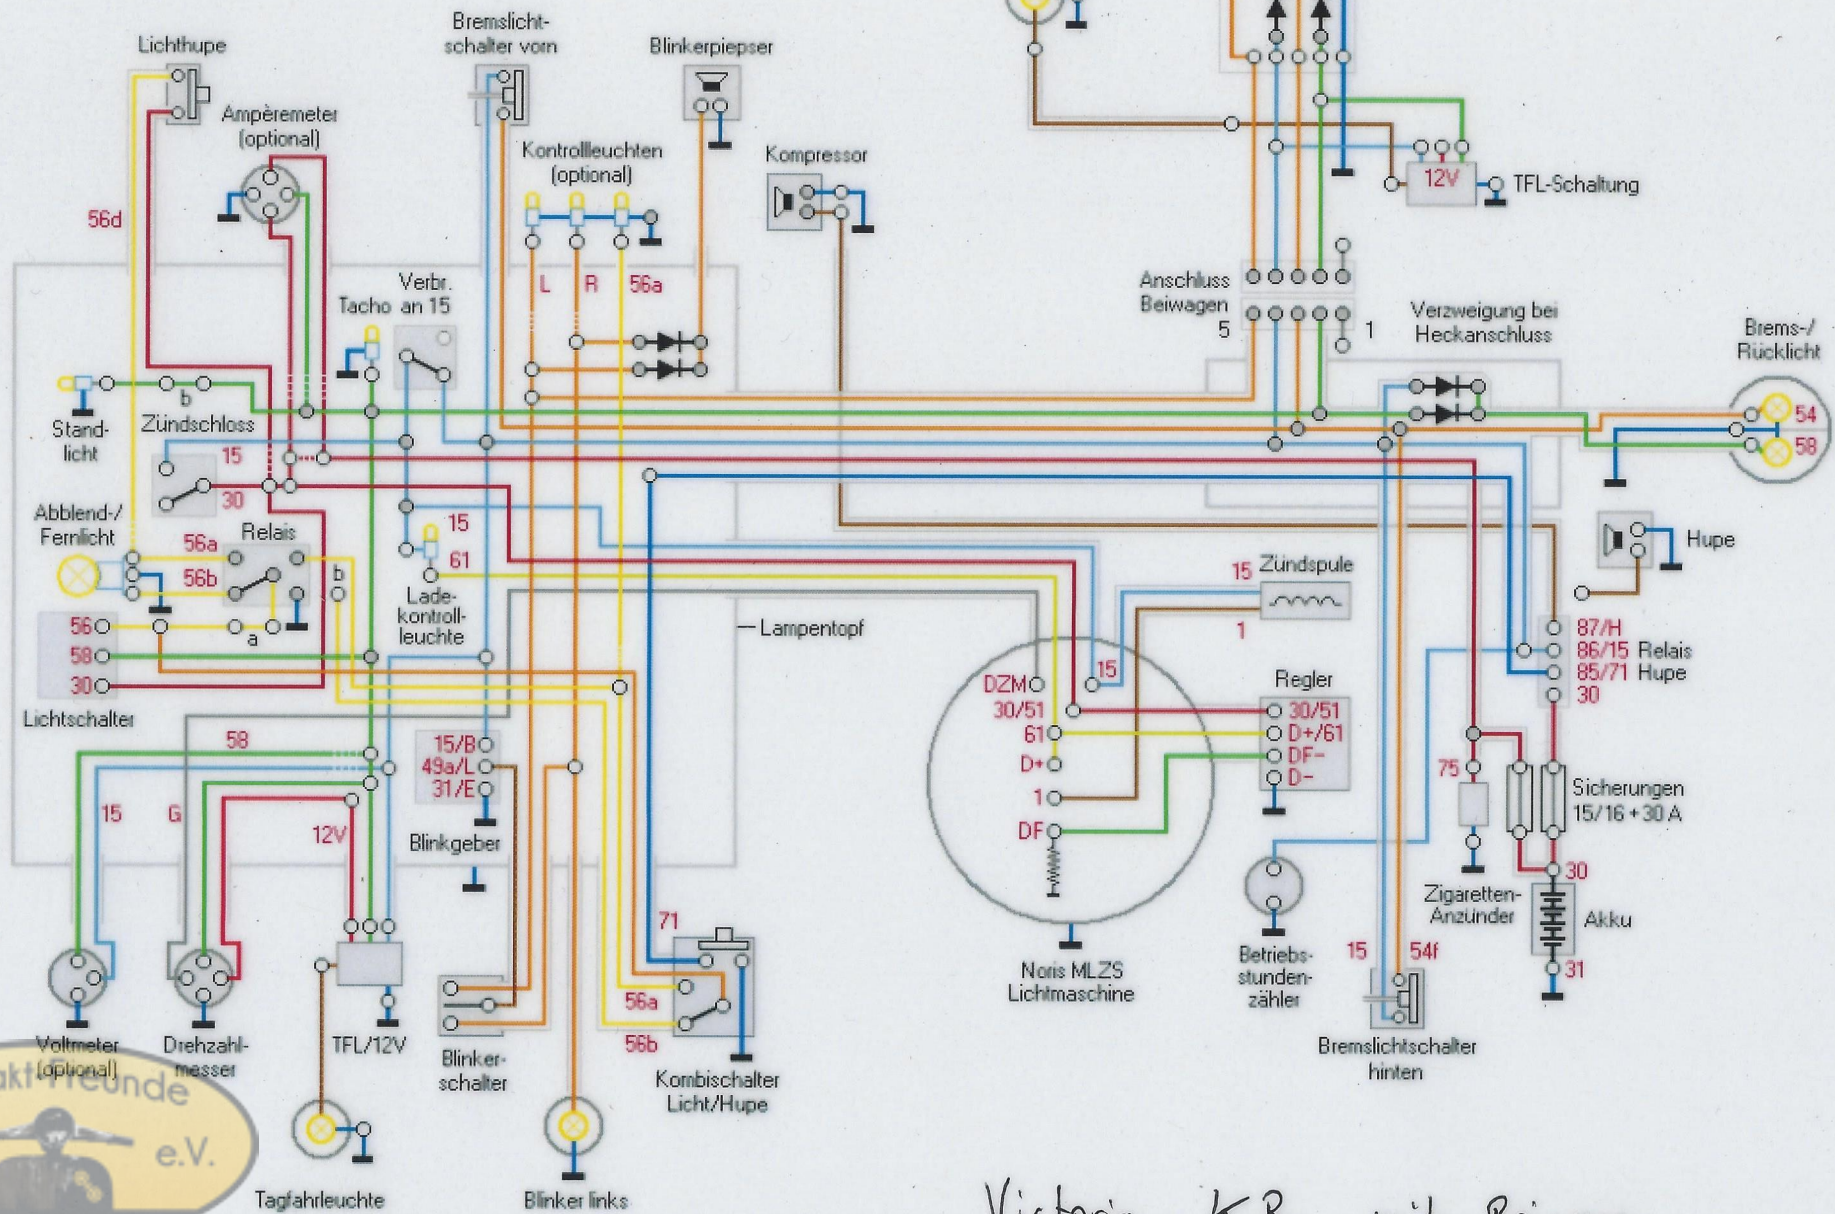 Lichthupe
Bremslicht-
schalter vorn
Blinkerpiepser
Ampèremeter
(optional)
Kontrollleuchten
(optional)
Kompressor
12V
TFL-Schaltung
56d
Verbr.
an 15
Tacho
L
R
56a
Anschluss
Beiwagen
5
1
Verzweigung bei
Heckanschluss
Brems-/
Rücklicht
54
58
b
Stand-
licht
Zündschloss
15
30
Abblend-/
Fernlicht
56a
56b
Relais
b
a
15
61
Lade-
kontroll-
leuchte
Hupe
15
Zündspule
1
56
58
30
Lichtschalter
Lampentopf
87/H
86/15 Relais
85/71 Hupe
30
DZM
15
30/51
61
D+
1
DF
Regler
30/51
D+/61
DF-
D-
58
15
G
12V
15/B
49a/L
31/E
Blinkgeber
75
Sicherungen
15/16 + 30 A
30
Zigaretten-
Anzünder
Akku
31
71
56a
56b
Noris MLZS
Lichtmaschine
Betriebs-
stunden-
zähler
15
54f
Bremslichtschalter
hinten
Voltmeter
(optional)
Drehzahl-
messer
TFL/12V
Blinker-
schalter
Kombischalter
Licht/Hupe
akt-Freunde
e.V.
Tagfahrleuchte
Blinker links
Victoria KR mit